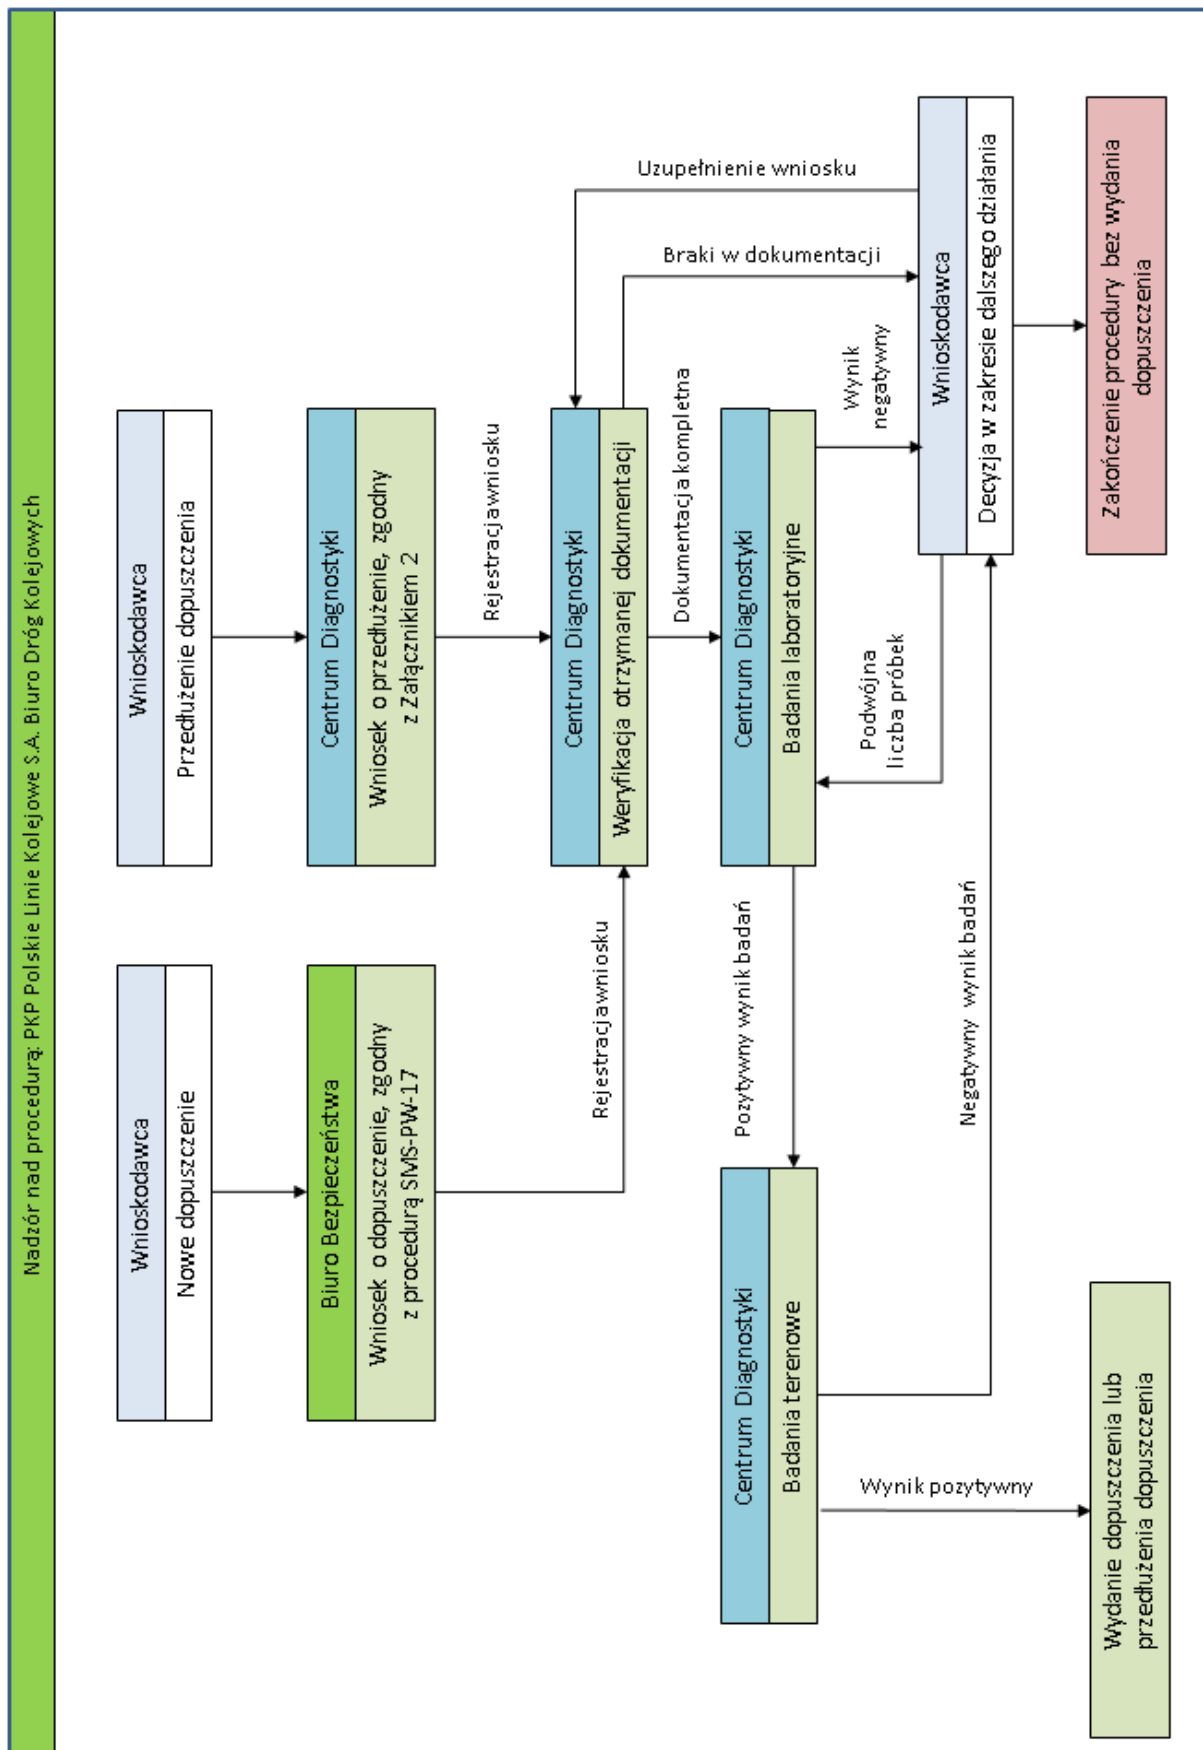 Nadzór nad procedurą: PKP Polskie Linie Kolejowe S.A. Biuro Dróg Kolejowych
Wnioskodawca
Nowe dopuszczenie
Wnioskodawca
Przedłużenie dopuszczenia
Biuro Bezpieczeństwa
Wniosek o dopuszczenie, zgodny
z procedurą SMS-PW-17
Centrum Diagnostyki
Wniosek o przedłużenie, zgodny
z Załącznikiem 2
Rejestracja wniosku
Rejestracja wniosku
Centrum Diagnostyki
Weryfikacja otrzymanej dokumentacji
Uzupełnienie wniosku
Braki w dokumentacji
Dokumentacja kompletna
Centrum Diagnostyki
Badania terenowe
Pozytywny wynik badań
Centrum Diagnostyki
Badania laboratoryjne
Wynik
negatywny
Podwójna
liczba próbek
Wnioskodawca
Decyzja w zakresie dalszego działania
Negatywny wynik badań
Wynik pozytywny
Wydanie dopuszczenia lub
przedłużenia dopuszczenia
Zakończenie procedury bez wydania
dopuszczenia